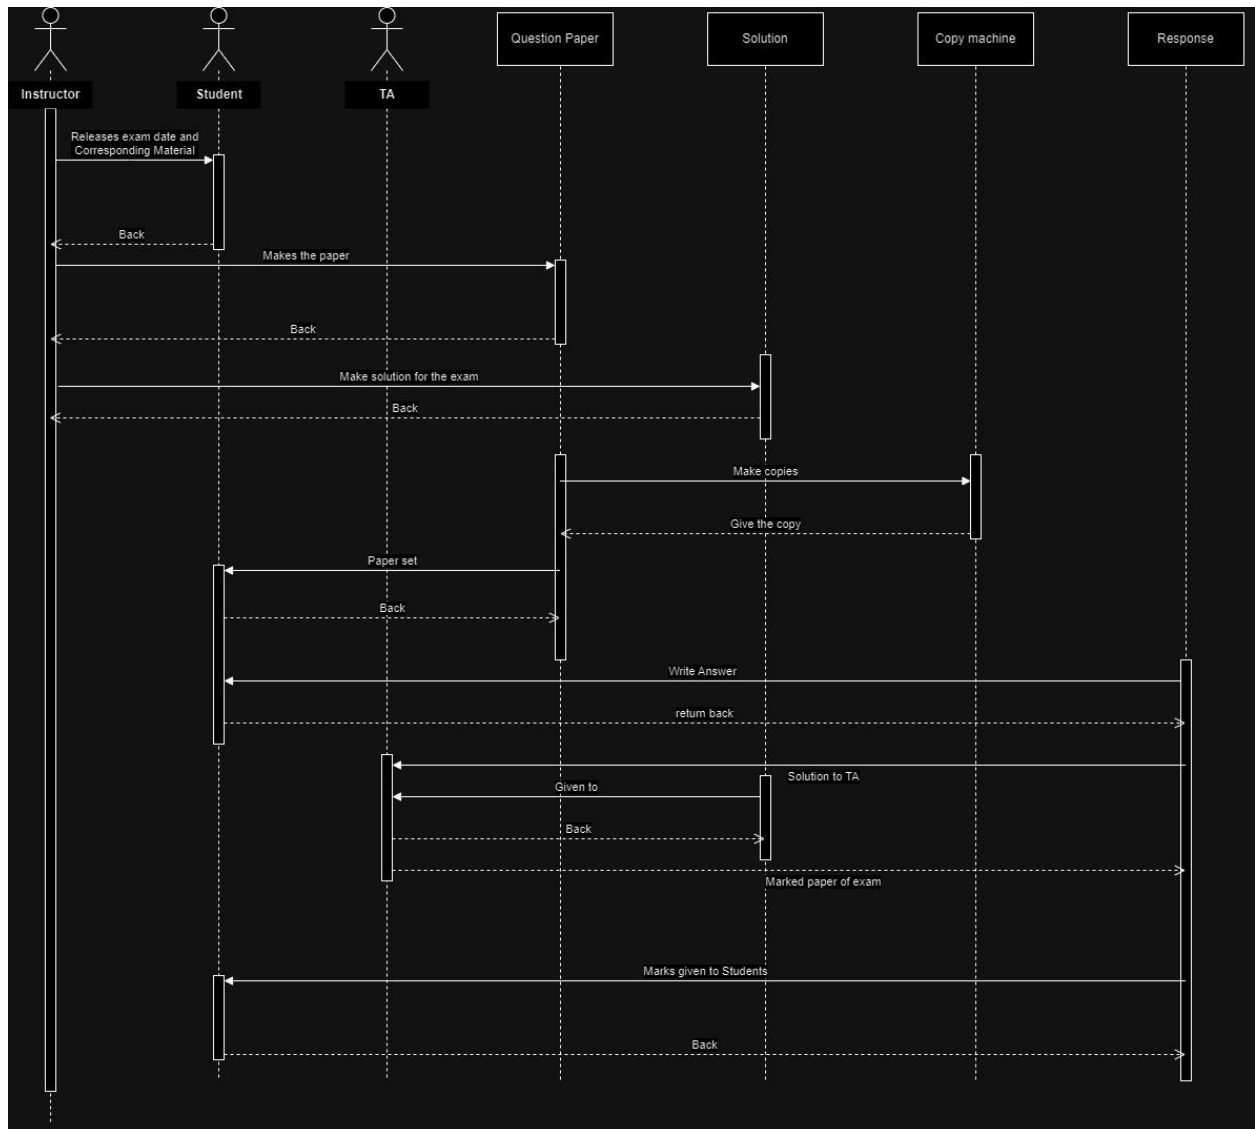 Question Paper
Solution
Copy machine
Response
Instructor
Student
TA
Releases exam date and
Corresponding Material
Back
Makes the paper
Back
Make solution for the exam
Back
Make copies
Give the copy
Paper set
Back
Write Answer
return back
Solution to TA
Given to
Back
Marked paper of exam
Marks given to Students
Back